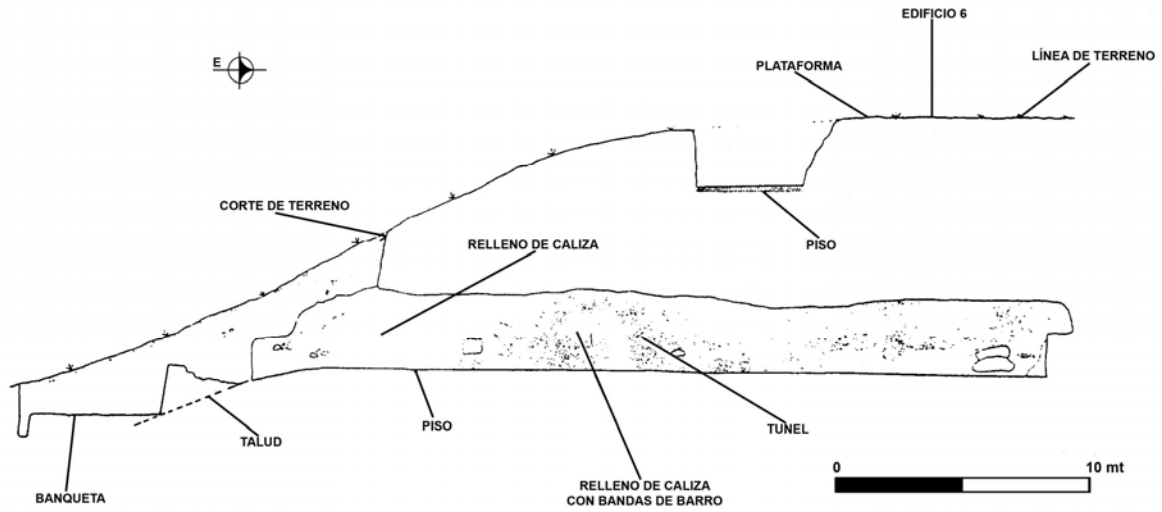 EDIFICIO 6
E
PLATAFORMA
LÍNEA DE TERRENO
CORTE DE TERRENO
RELLENO DE CALIZA
PISO
PISO
TUNEL
TALUD
BANQUETA
RELLENO DE CALIZA
CON BANDAS DE BARRO
0
10 mt